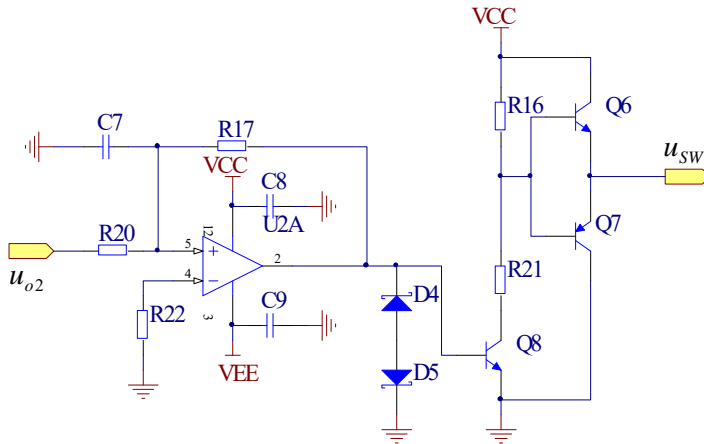 VCC
R16
Q6
C7
R17
VCC
C8
U2A
u_SW
Q7
12
R20
5
+
2
u_o2
4
−
R21
D4
R22
3
C9
VEE
D5
Q8